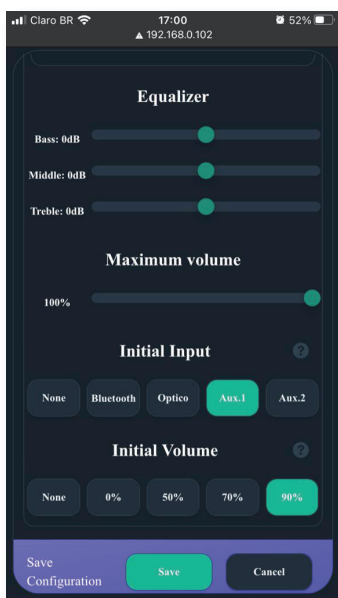 Claro BR 17:00 52%
192.168.0.102
Equalizer
Bass: 0dB
Middle: 0dB
Treble: 0dB
Maximum volume
100%
Initial Input ?
None Bluetooth Optico Aux.1 Aux.2
Initial Volume ?
None 0% 50% 70% 90%
Save
Configuration
Save Cancel